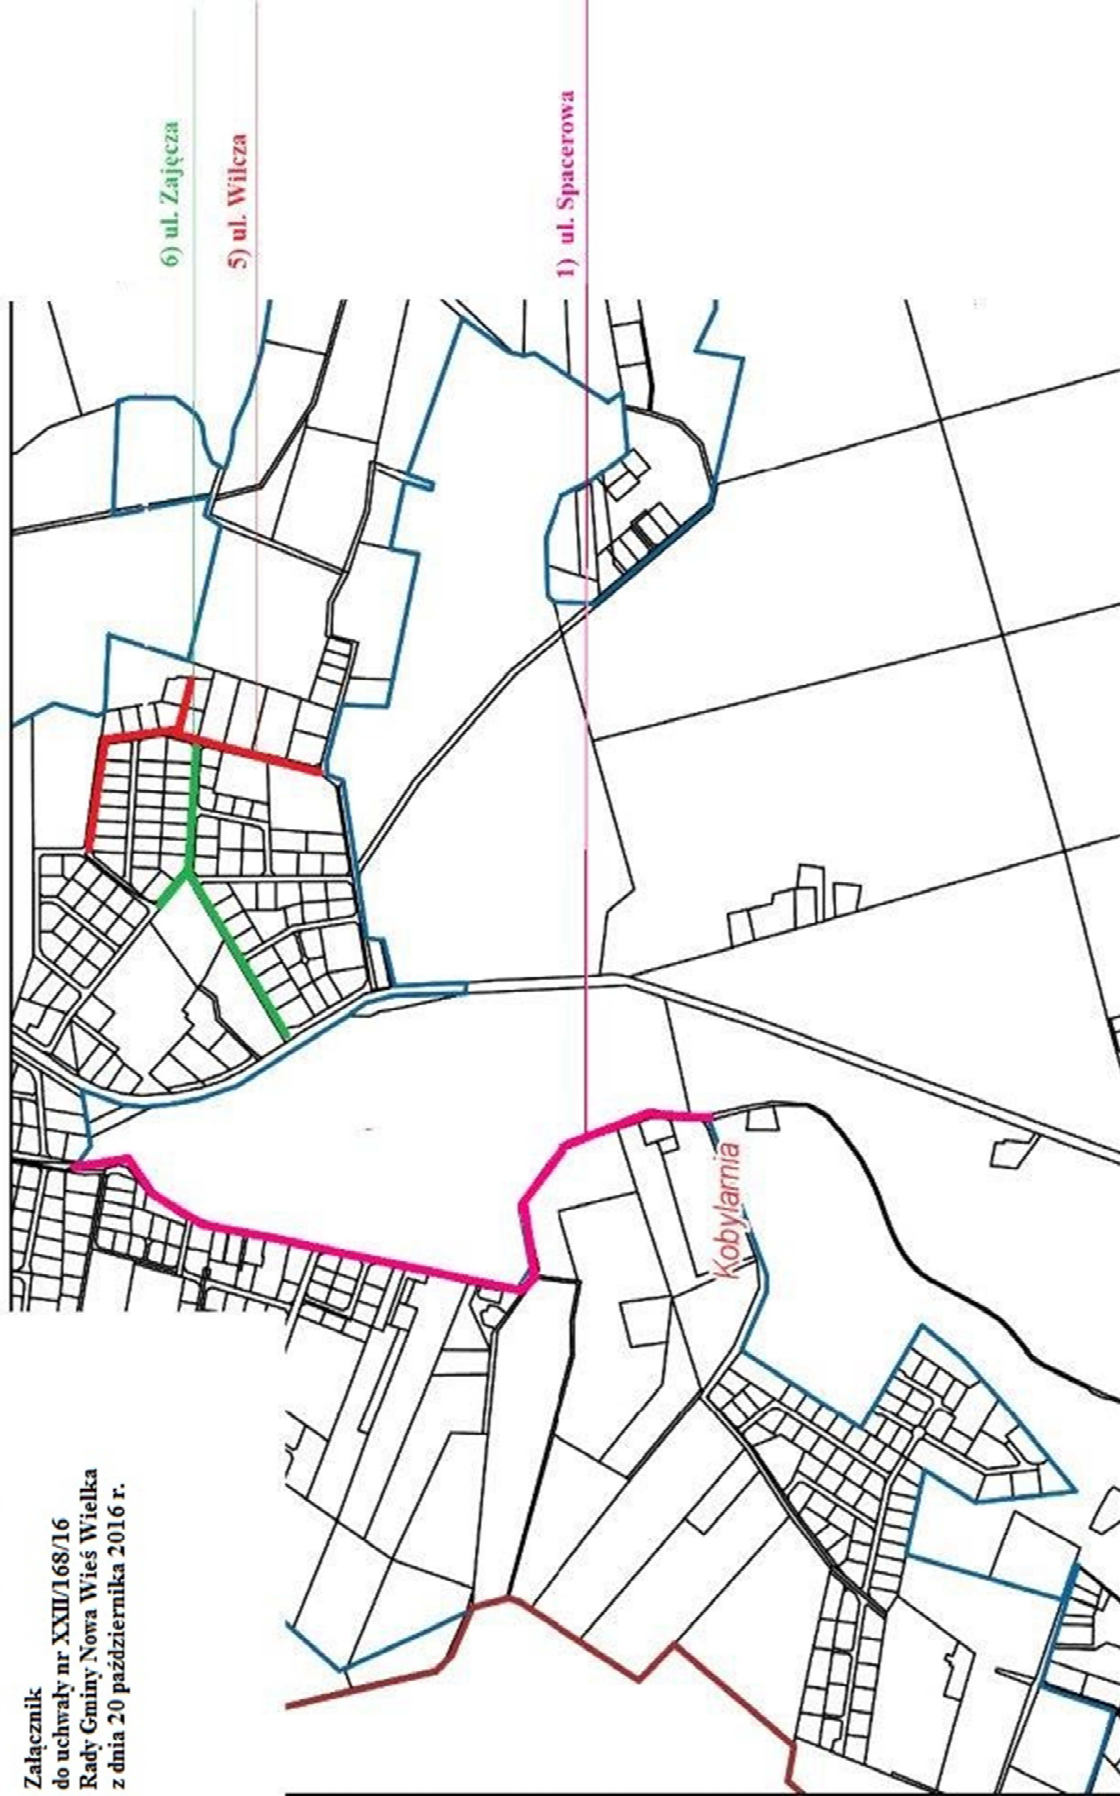 Załącznik
do uchwały nr XXII/168/16
Rady Gminy Nowa Wieś Wielka
z dnia 20 października 2016 r.
6) ul. Zajęcza
5) ul. Wilcza
1) ul. Spacerowa
Kobylarnia